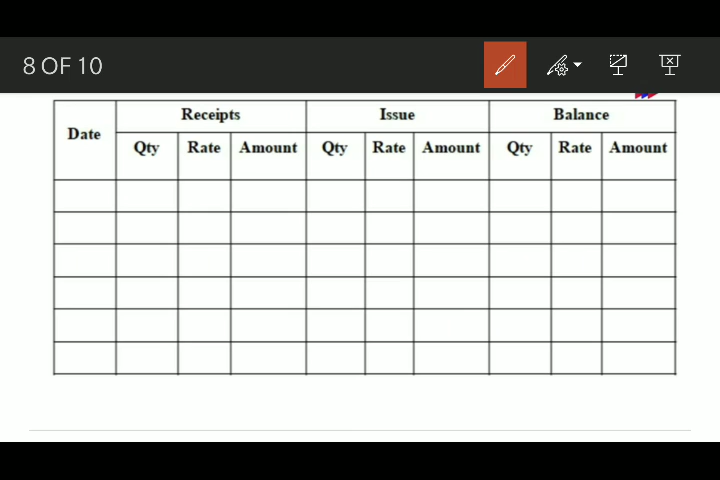 8 OF 10
Date Receipts Issue Balance
Qty Rate Amount Qty Rate Amount Qty Rate Amount